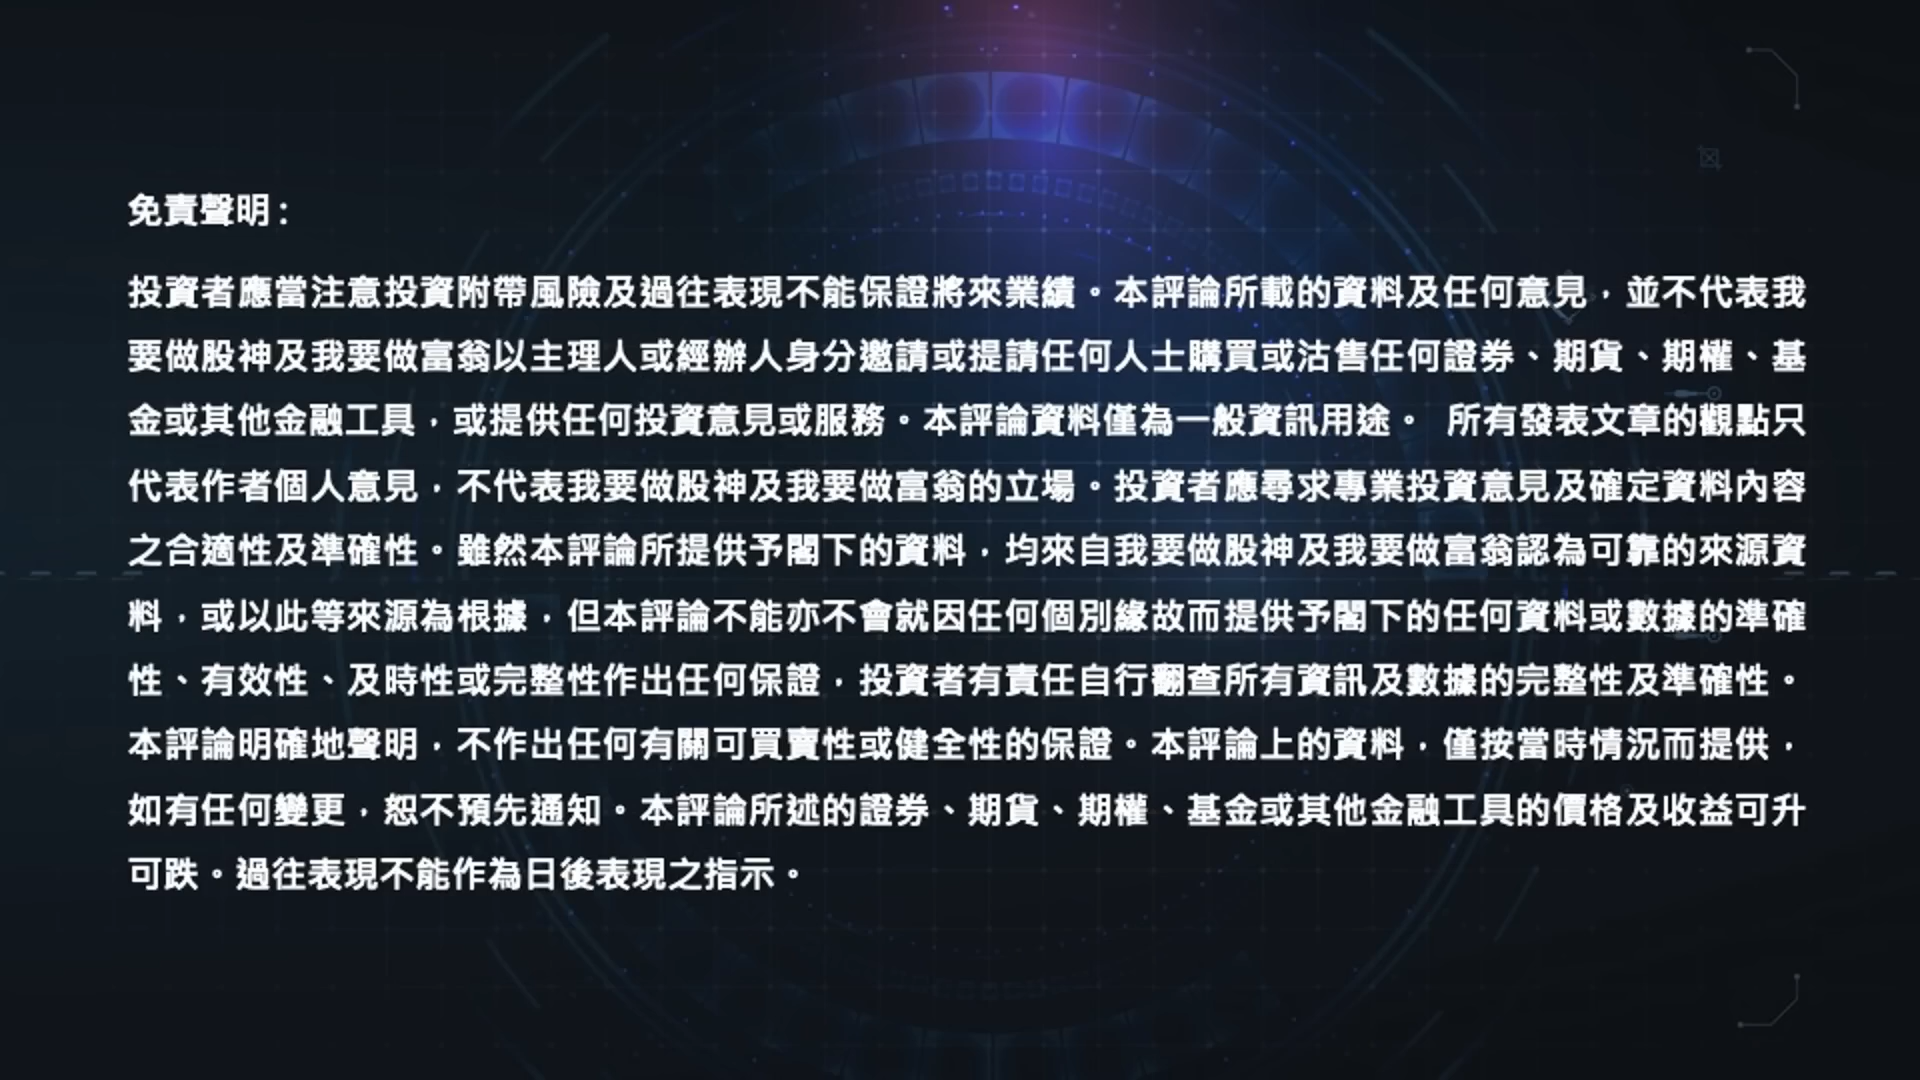 免責聲明:
投資者應當注意投資附帶風險及過往表現不能保證將來業績。本評論所載的資料及任何意見，並不代表我
要做股神及我要做富翁以主理人或經辦人身分邀請或提請任何人士購買或沽售任何證券、期貨、期權、基
金或其他金融工具，或提供任何投資意見或服務。本評論資料僅為一般資訊用途。 所有發表文章的觀點只
代表作者個人意見，不代表我要做股神及我要做富翁的立場。投資者應尋求專業投資意見及確定資料內容
之合適性及準確性。雖然本評論所提供予閣下的資料，均來自我要做股神及我要做富翁認為可靠的來源資
料，或以此等來源為根據，但本評論不能亦不會就因任何個別緣故而提供予閣下的任何資料或數據的準確
性、有效性、及時性或完整性作出任何保證，投資者有責任自行翻查所有資訊及數據的完整性及準確性。
本評論明確地聲明，不作出任何有關可買賣性或健全性的保證。本評論上的資料，僅按當時情況而提供，
如有任何變更，恕不預先通知。本評論所述的證券、期貨、期權、基金或其他金融工具的價格及收益可升
可跌。過往表現不能作為日後表現之指示。